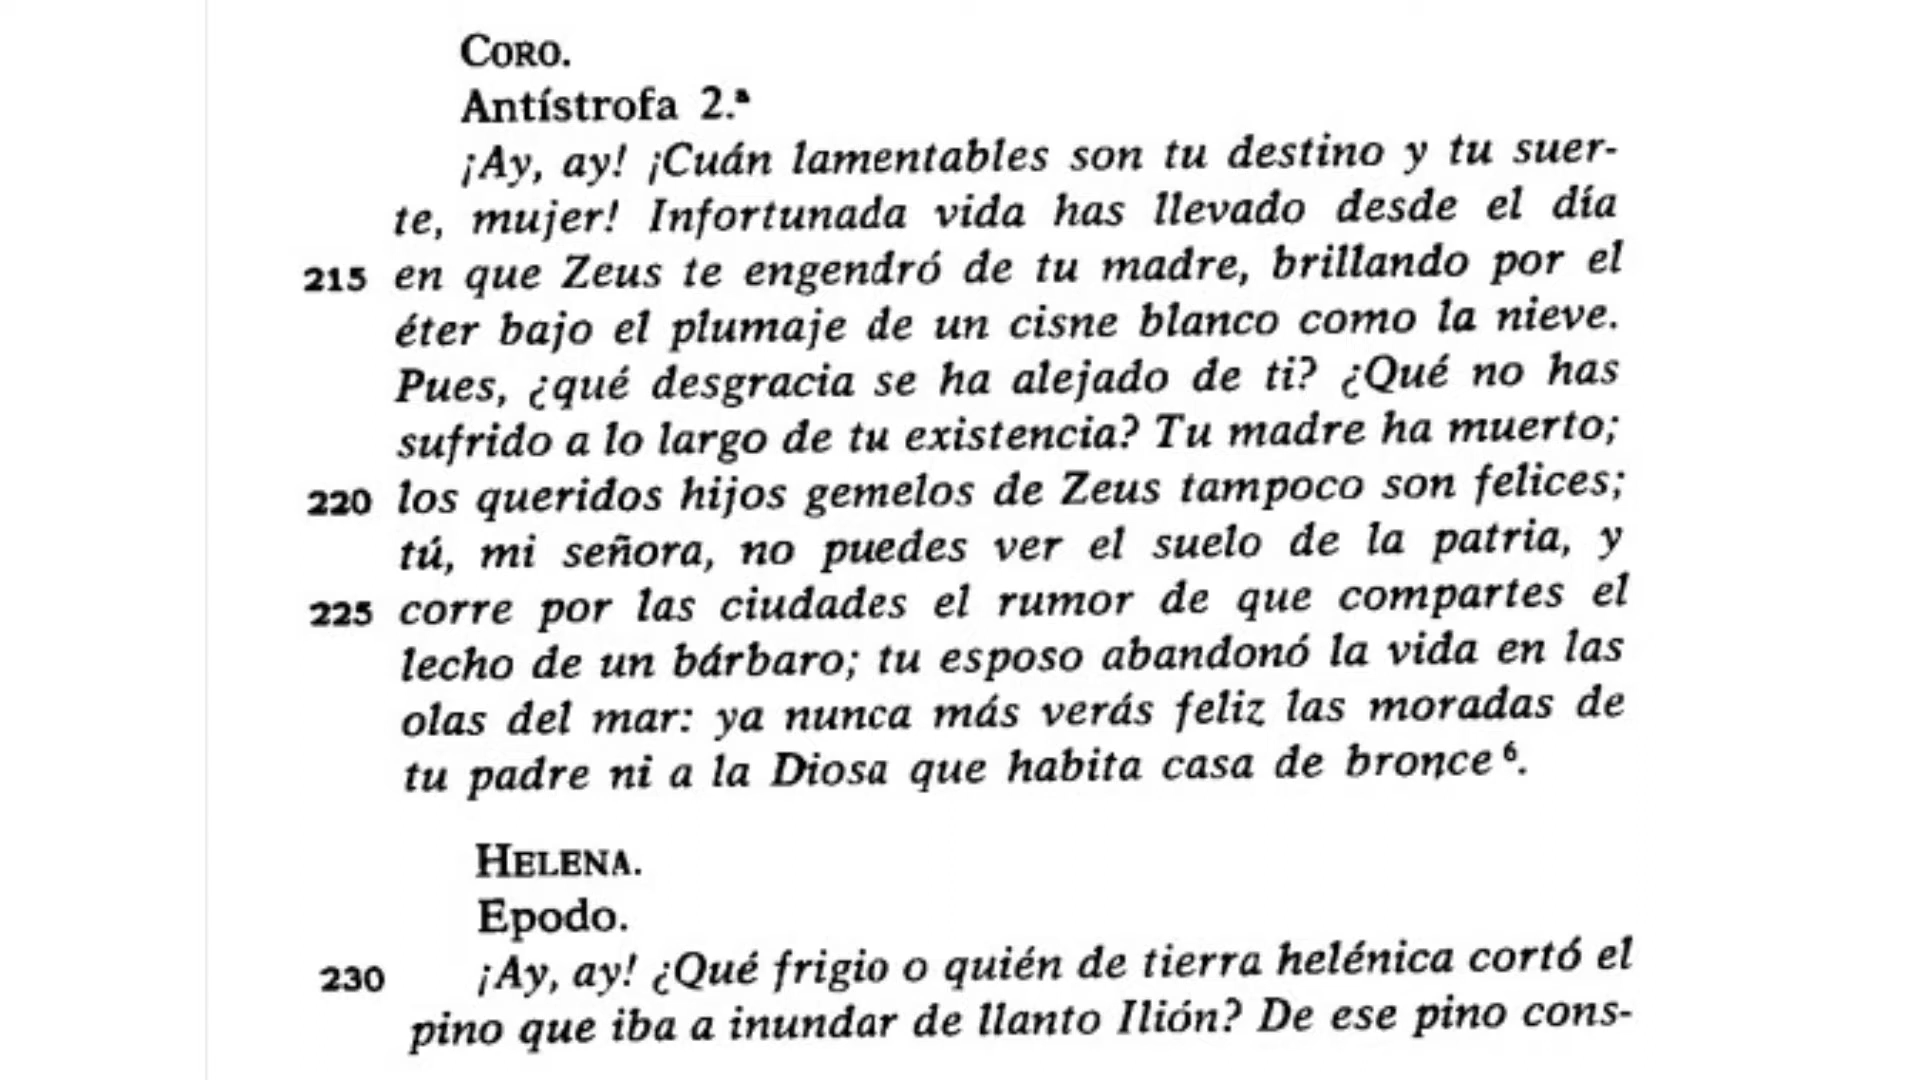 CORO.
Antístrofa 2.ª
¡Ay, ay! ¡Cuán lamentables son tu destino y tu suer-
te, mujer! Infortunada vida has llevado desde el día
215 en que Zeus te engendró de tu madre, brillando por el
éter bajo el plumaje de un cisne blanco como la nieve.
Pues, ¿qué desgracia se ha alejado de ti? ¿Qué no has
sufrido a lo largo de tu existencia? Tu madre ha muerto;
220 los queridos hijos gemelos de Zeus tampoco son felices;
tú, mi señora, no puedes ver el suelo de la patria, y
225 corre por las ciudades el rumor de que compartes el
lecho de un bárbaro; tu esposo abandonó la vida en las
olas del mar: ya nunca más verás feliz las moradas de
tu padre ni a la Diosa que habita casa de bronce 6.
HELENA.
Epodo.
230 ¡Ay, ay! ¿Qué frigio o quién de tierra helénica cortó el
pino que iba a inundar de llanto Ilión? De ese pino cons-